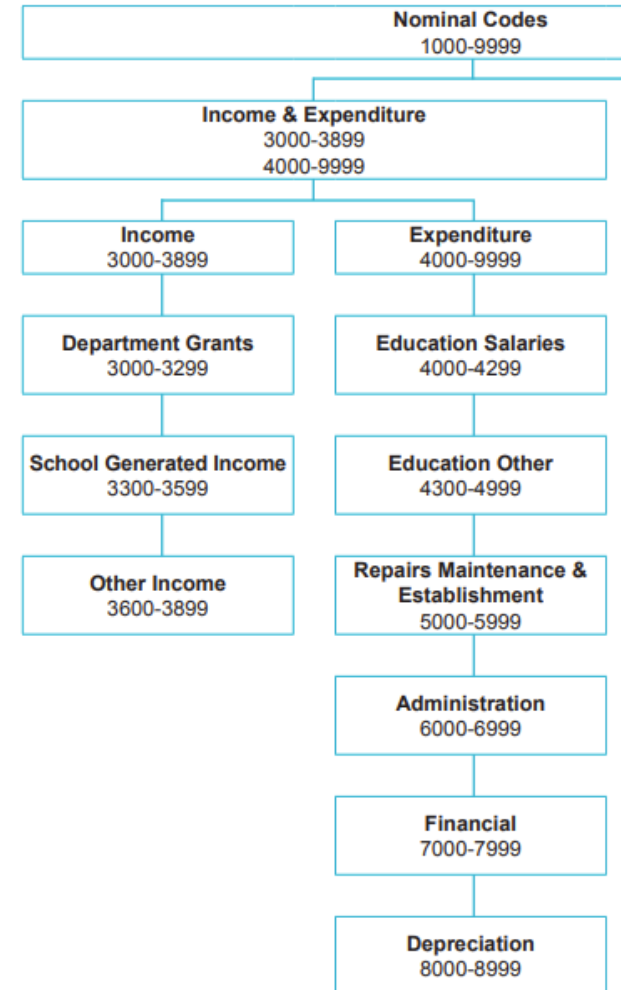 Nominal Codes
1000-9999
Income & Expenditure
3000-3899
4000-9999
Income
3000-3899
Expenditure
4000-9999
Department Grants
3000-3299
Education Salaries
4000-4299
School Generated Income
3300-3599
Education Other
4300-4999
Other Income
3600-3899
Repairs Maintenance &
Establishment
5000-5999
Administration
6000-6999
Financial
7000-7999
Depreciation
8000-8999